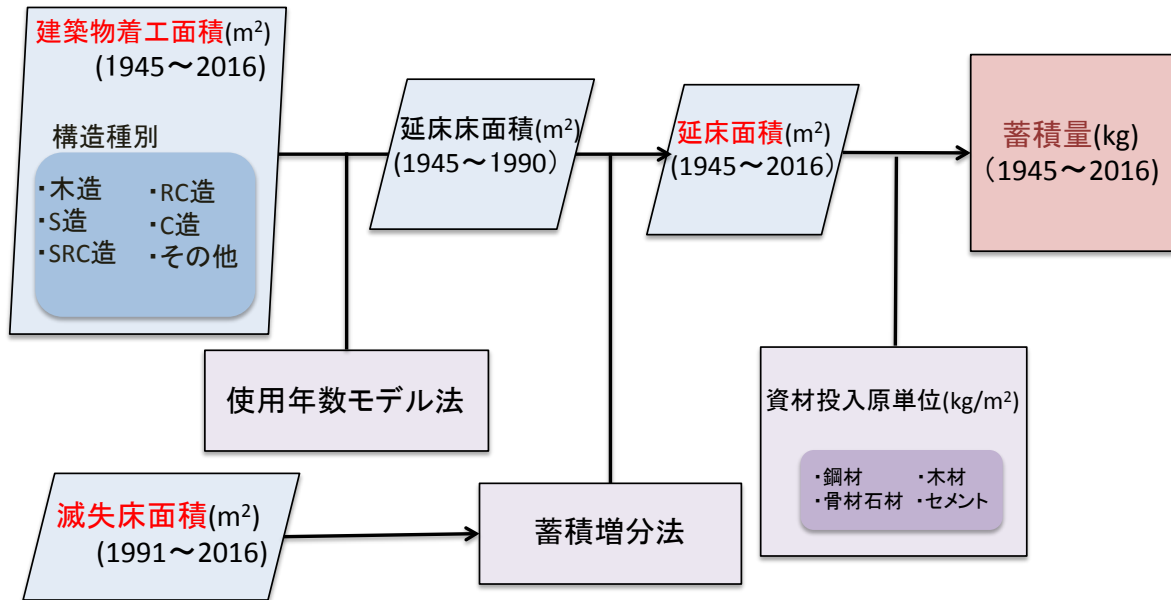 建築物着工面積(m²)
(1945～2016)
構造種別
・木造 ・RC造
・S造 ・C造
・SRC造 ・その他
延床床面積(m²)
(1945～1990)
延床面積(m²)
(1945～2016)
蓄積量(kg)
(1945～2016)
使用年数モデル法
資材投入原単位(kg/m²)
・鋼材 ・木材
・骨材石材 ・セメント
滅失床面積(m²)
(1991～2016)
蓄積増分法